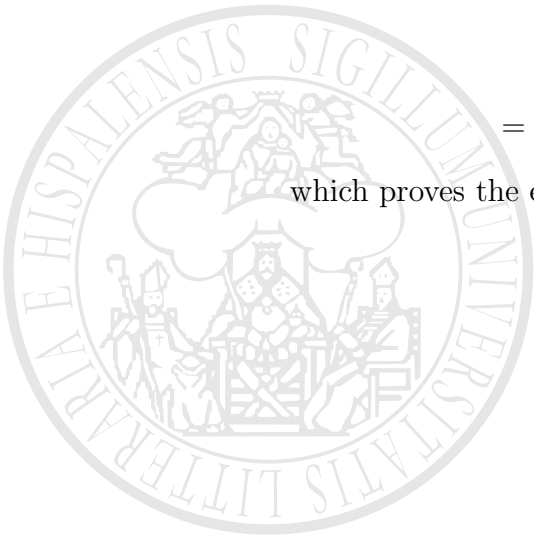 =
which proves the e
SIGILLUM UNIVERSITATIS LITTERARIA E HISPALENSIS